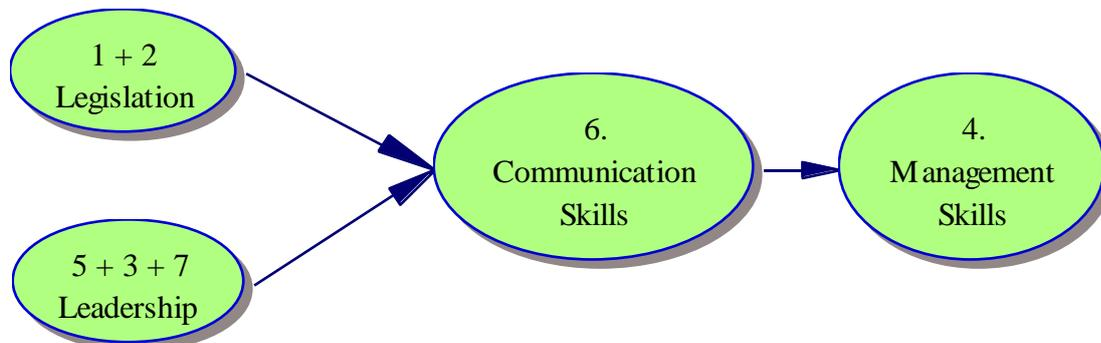 1 + 2
Legislation
5 + 3 + 7
Leadership
6.
Communication
Skills
4.
Management
Skills